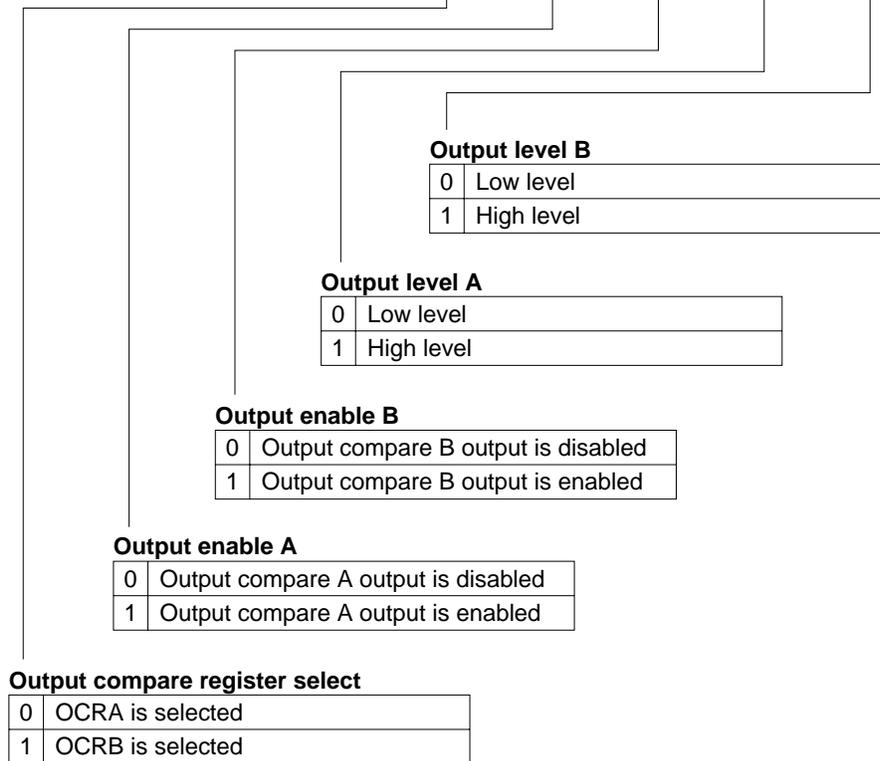 Output level B
0 Low level
1 High level
Output level A
0 Low level
1 High level
Output enable B
0 Output compare B output is disabled
1 Output compare B output is enabled
Output enable A
0 Output compare A output is disabled
1 Output compare A output is enabled
Output compare register select
0 OCRA is selected
1 OCRB is selected